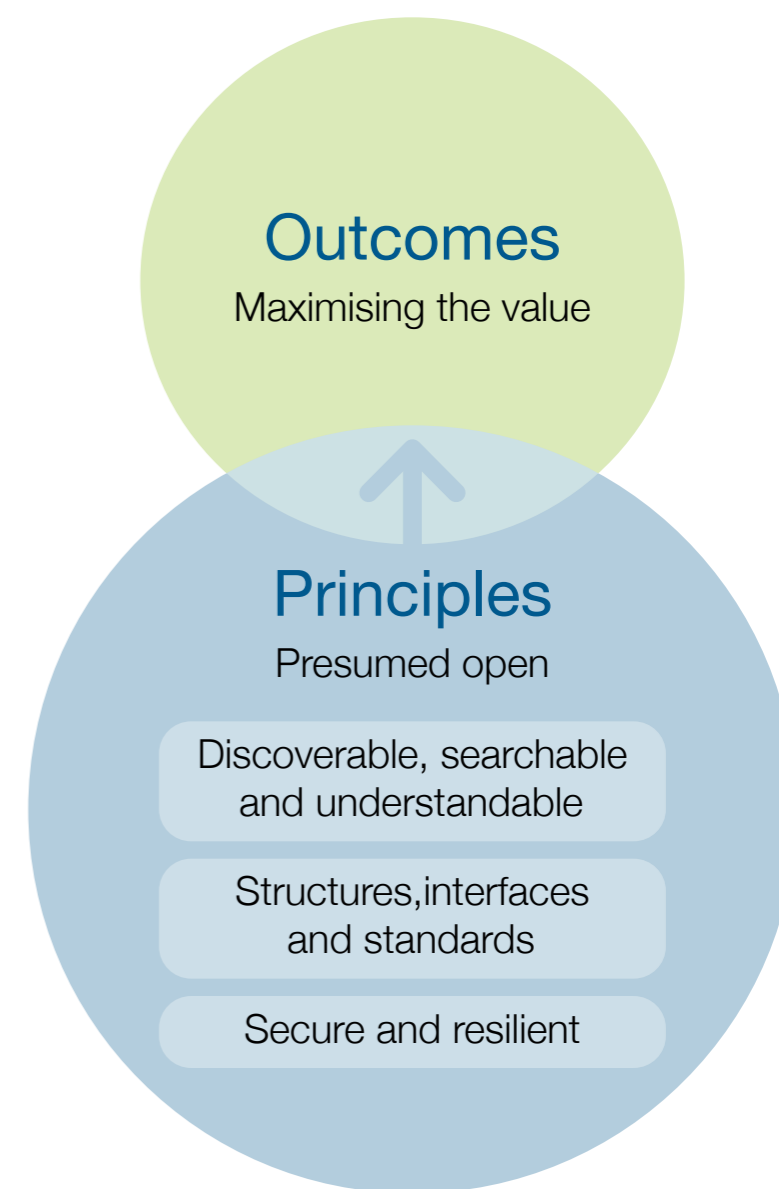 Outcomes
Maximising the value
Principles
Presumed open
Discoverable, searchable
and understandable
Structures,interfaces
and standards
Secure and resilient